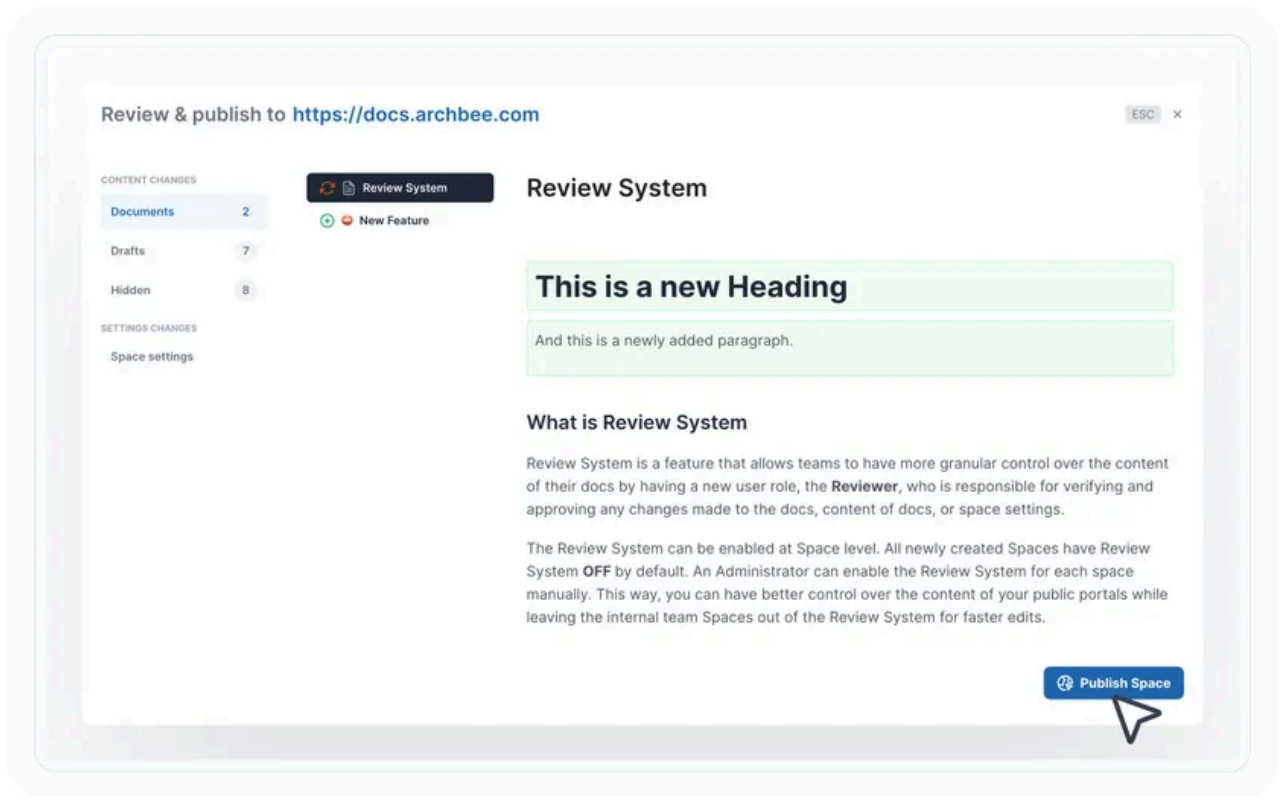 Review & publish to https://docs.archbee.com
ESC ×
CONTENT CHANGES
Documents 2
Drafts 7
Hidden 8
SETTINGS CHANGES
Space settings
Review System
New Feature
Review System
This is a new Heading
And this is a newly added paragraph.
What is Review System
Review System is a feature that allows teams to have more granular control over the content
of their docs by having a new user role, the Reviewer, who is responsible for verifying and
approving any changes made to the docs, content of docs, or space settings.
The Review System can be enabled at Space level. All newly created Spaces have Review
System OFF by default. An Administrator can enable the Review System for each space
manually. This way, you can have better control over the content of your public portals while
leaving the internal team Spaces out of the Review System for faster edits.
Publish Space